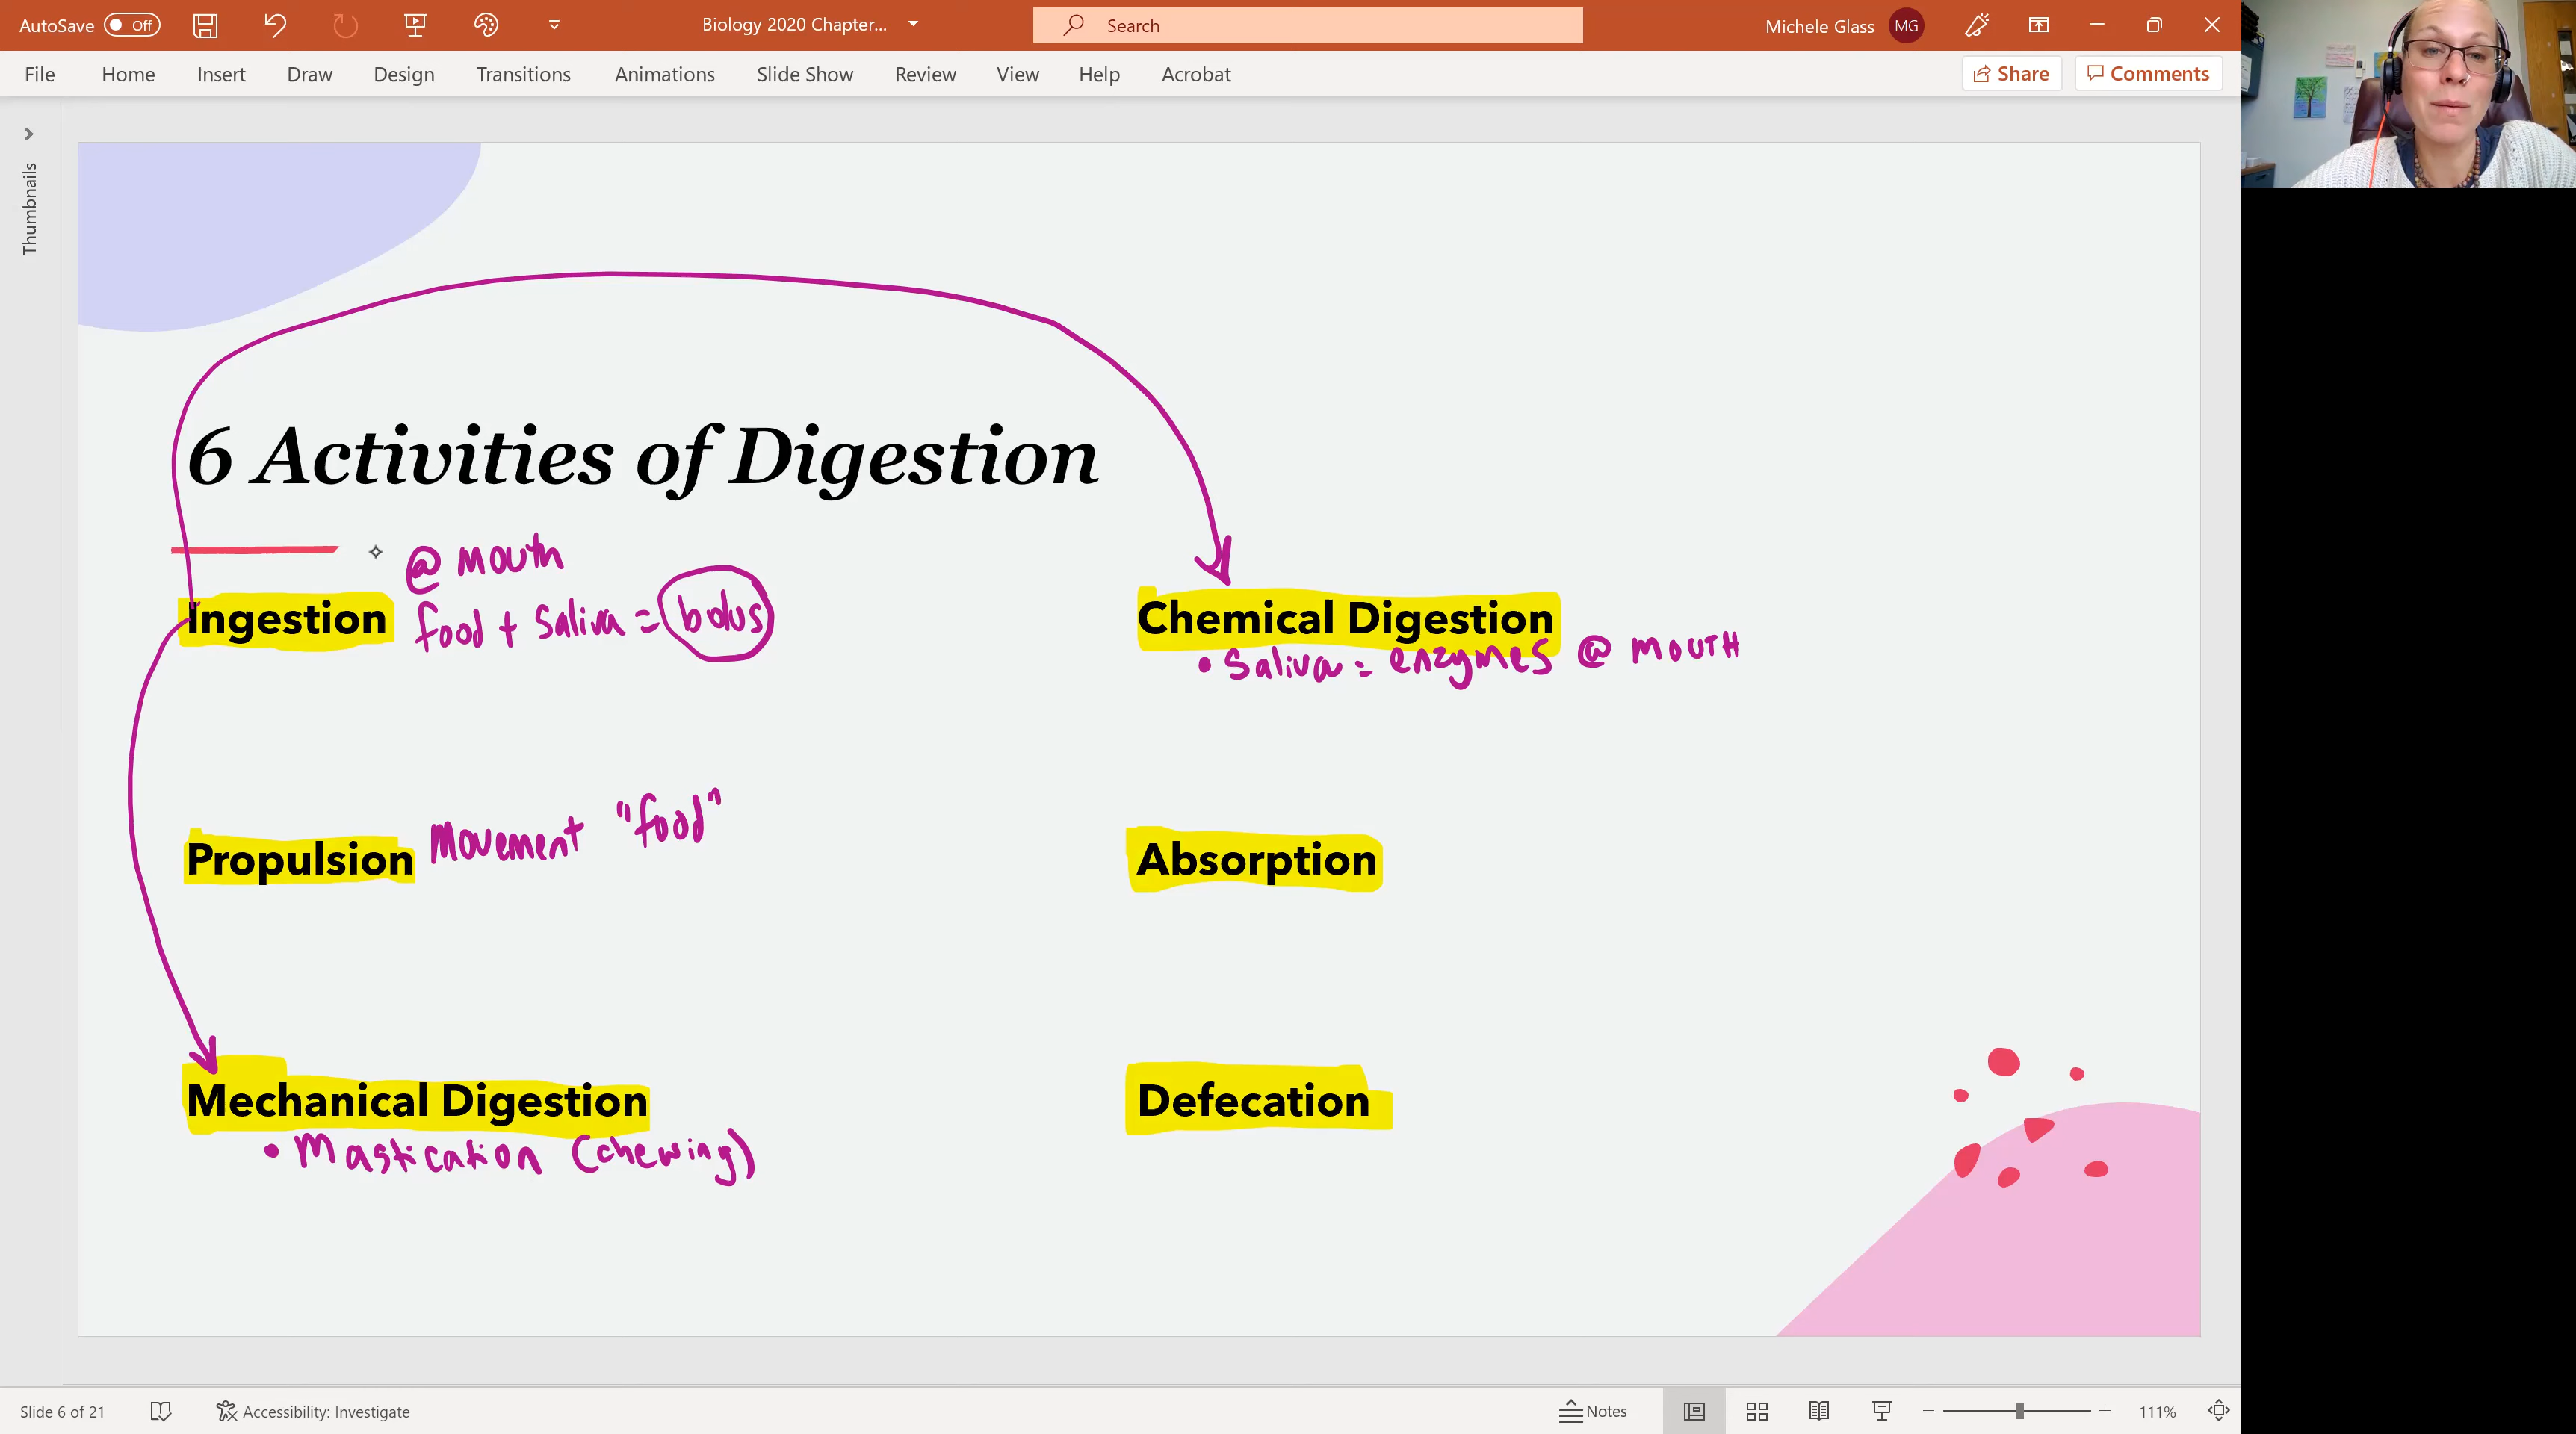 AutoSave Off Biology 2020 Chapter... Search Michele Glass MG
File Home Insert Draw Design Transitions Animations Slide Show Review View Help Acrobat Share Comments
Thumbnails
6 Activities of Digestion
@ mouth
Ingestion food + saliva = bolus
Chemical Digestion
• saliva = enzymes @ mouth
Propulsion movement "food"
Absorption
Mechanical Digestion
• Mastication (chewing)
Defecation
Slide 6 of 21 Accessibility: Investigate Notes 111%